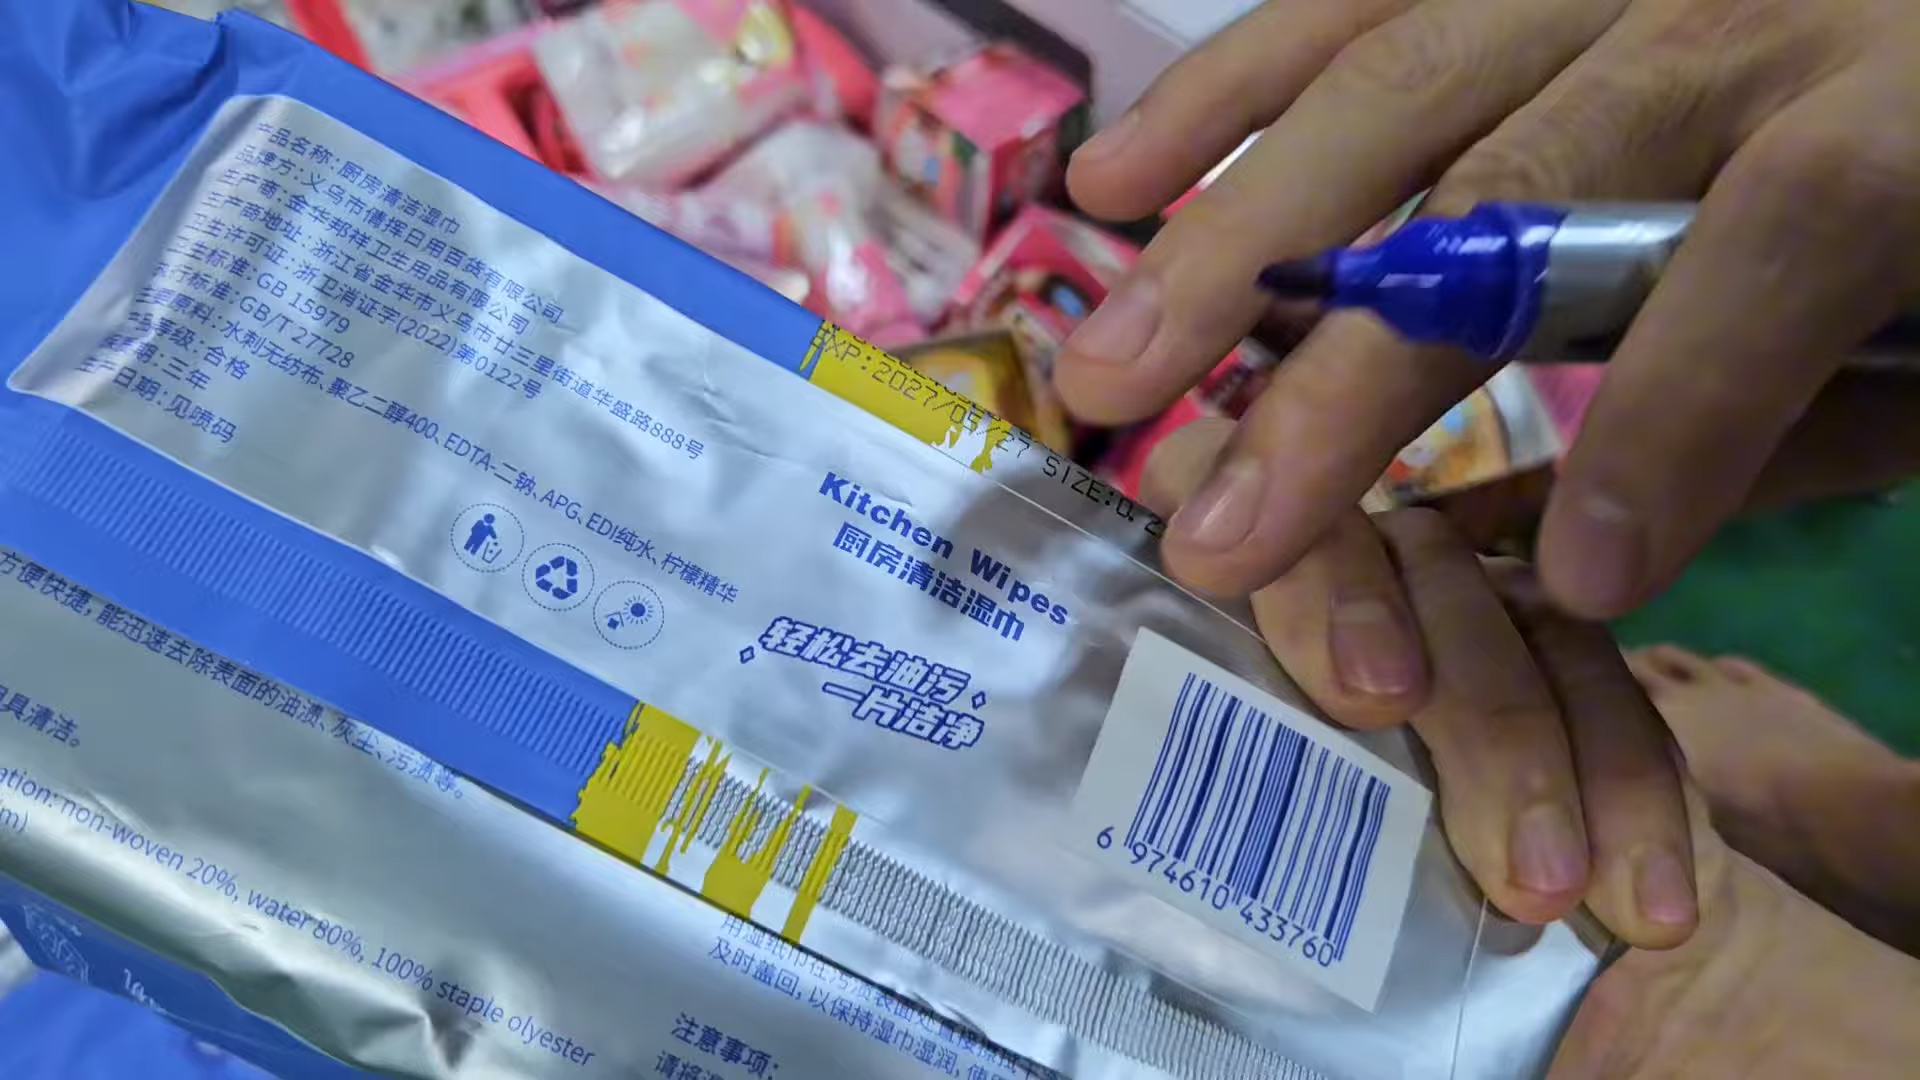 产品名称：厨房清洁湿巾
品牌方：义乌市倩挥日用百货有限公司
生产商：金华邦祥卫生用品有限公司
生产商地址：浙江省金华市义乌市廿三里街道华盛路888号
卫生许可证：浙卫消证字(2022)第0122号
卫生标准：GB 15979
执行标准：GB/T 27728
主要原料：水刺无纺布、聚乙二醇400、EDTA-二钠、APG、EDI纯水、柠檬精华
等级：合格
期：三年
生产日期：见喷码
EXP:2027/05/27 SIZE:0.2
Kitchen Wipes
厨房清洁湿巾
轻松去油污
一片洁净
6 974610 433760
方便快捷，能迅速去除表面的油渍、灰尘、污渍等。
具清洁。
ation: non-woven 20%, water 80%, 100% staple olyester
m)
及时盖回，以保持湿巾湿润，使
注意事项：
请将